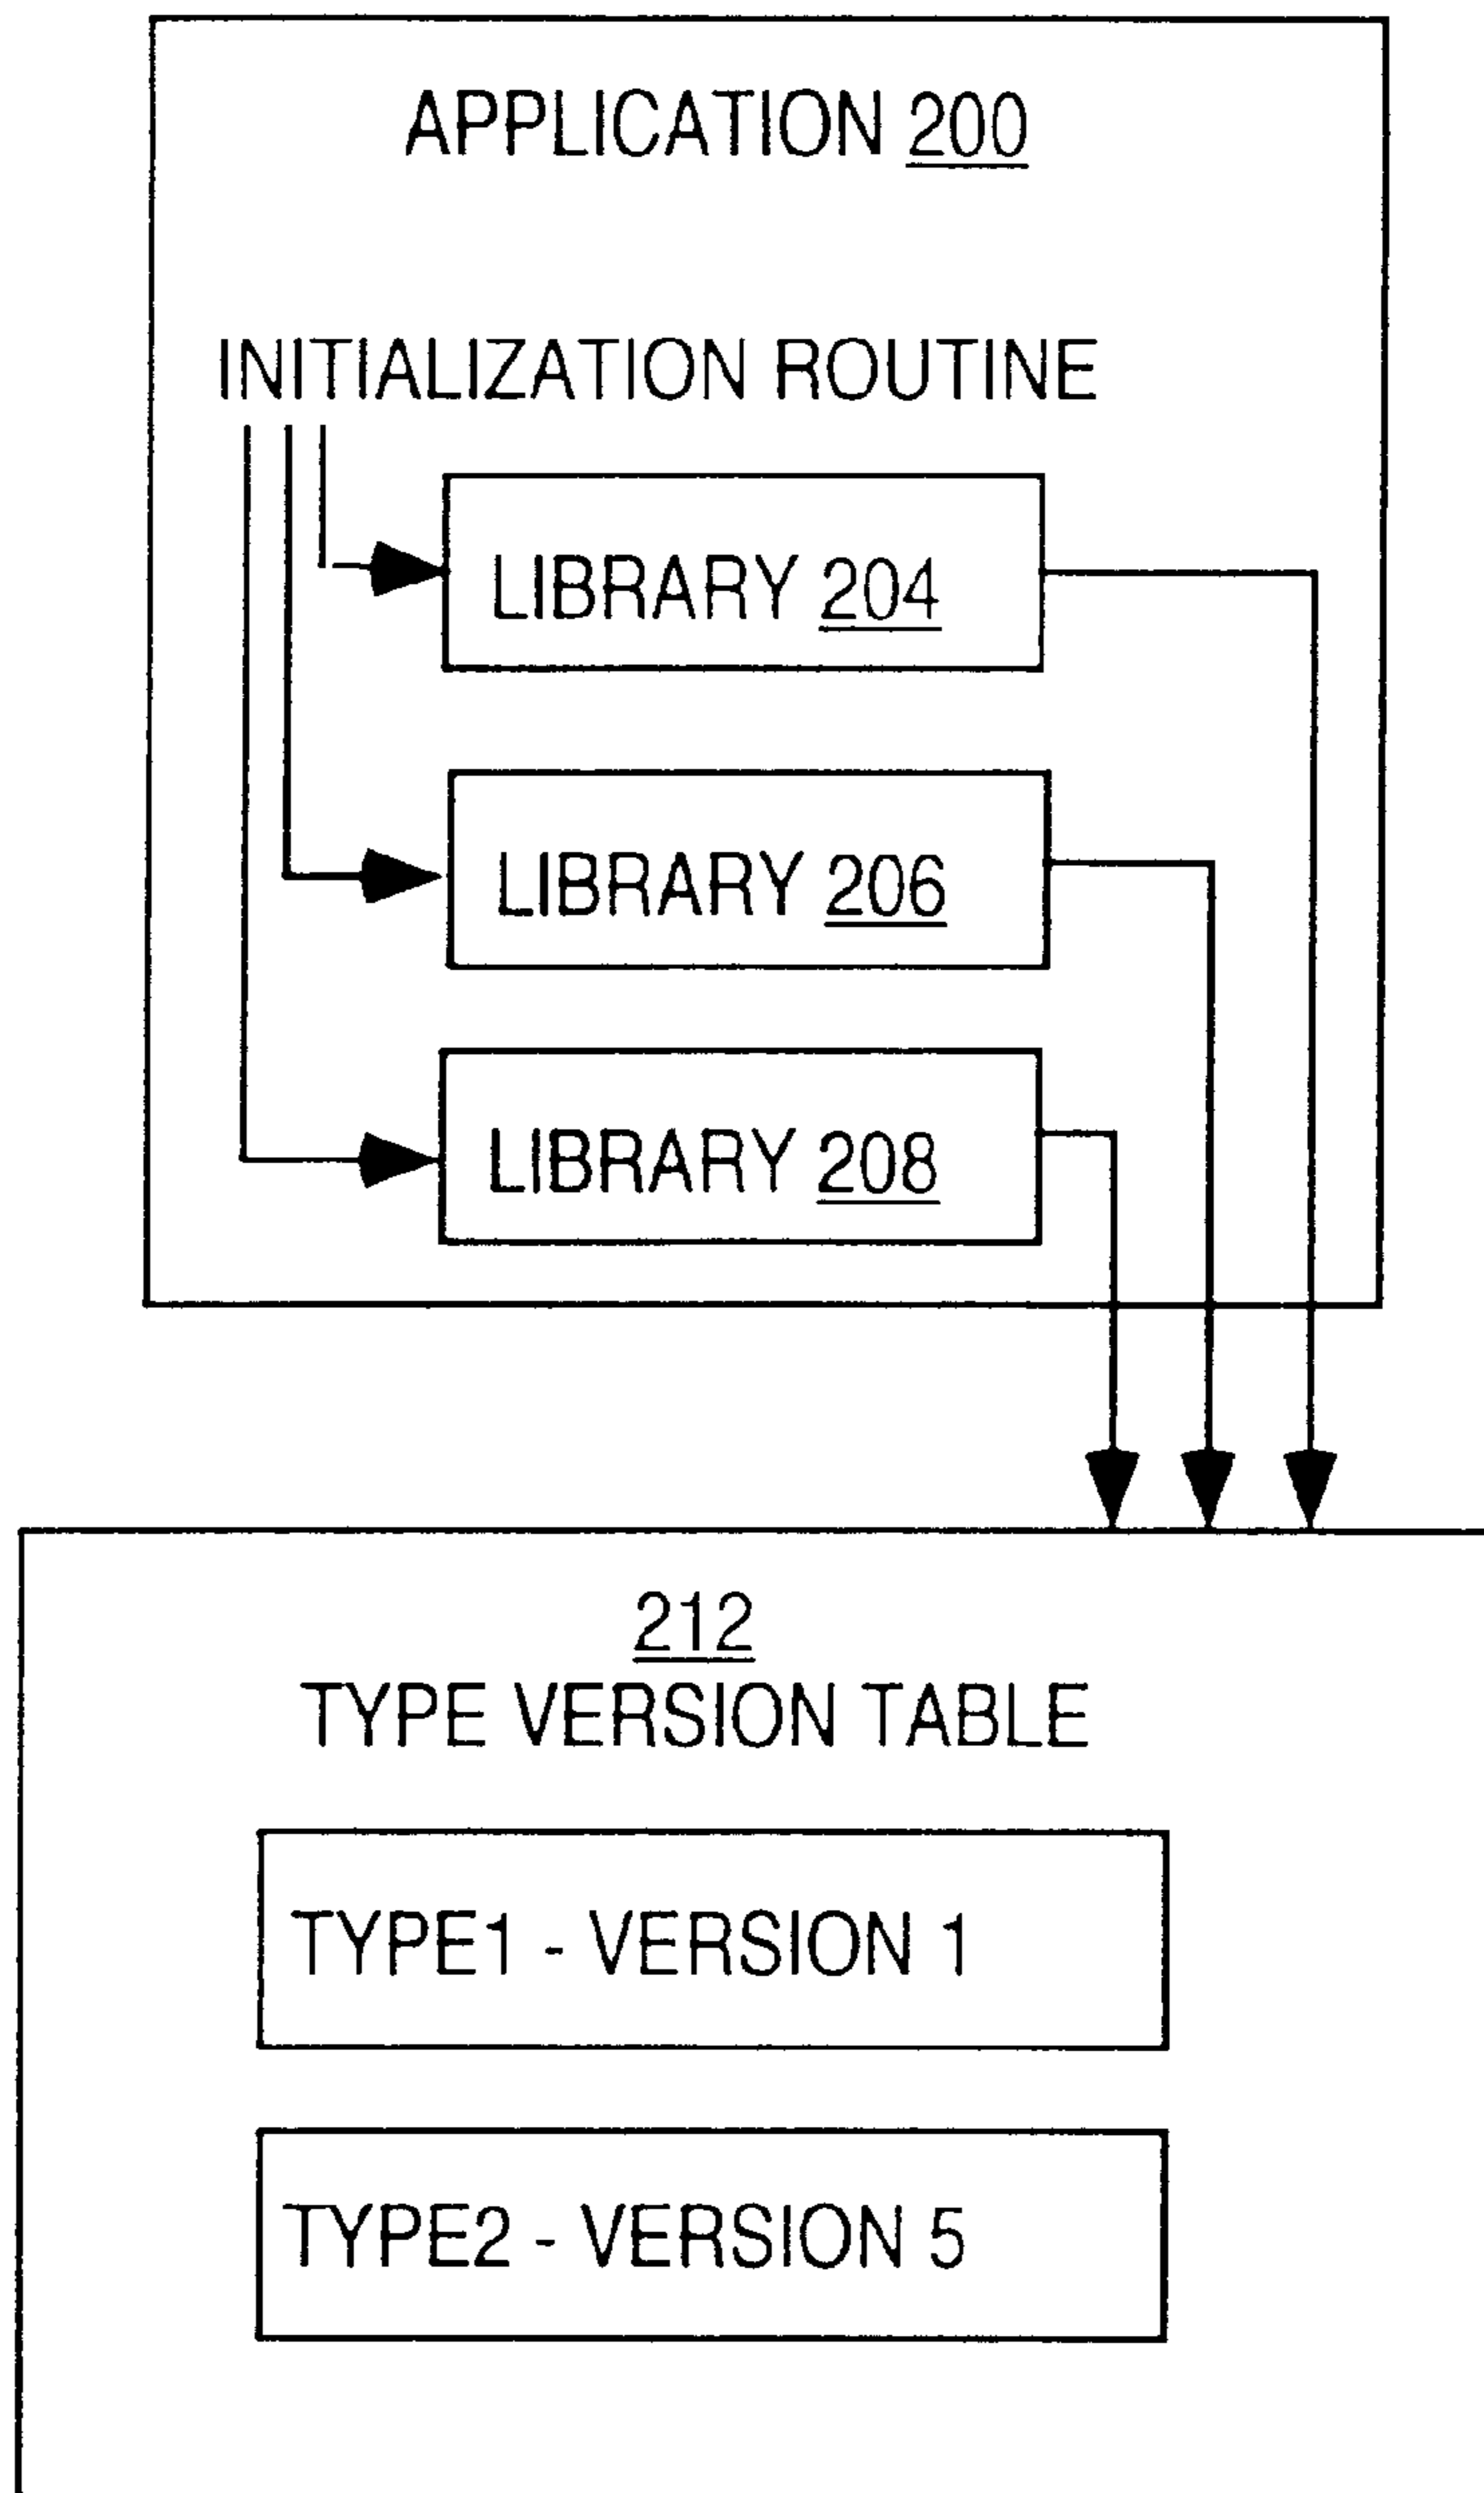 APPLICATION 200
INITIALIZATION ROUTINE
LIBRARY 204
LIBRARY 206
LIBRARY 208
212
TYPE VERSION TABLE
TYPE1 - VERSION 1
TYPE2 - VERSION 5